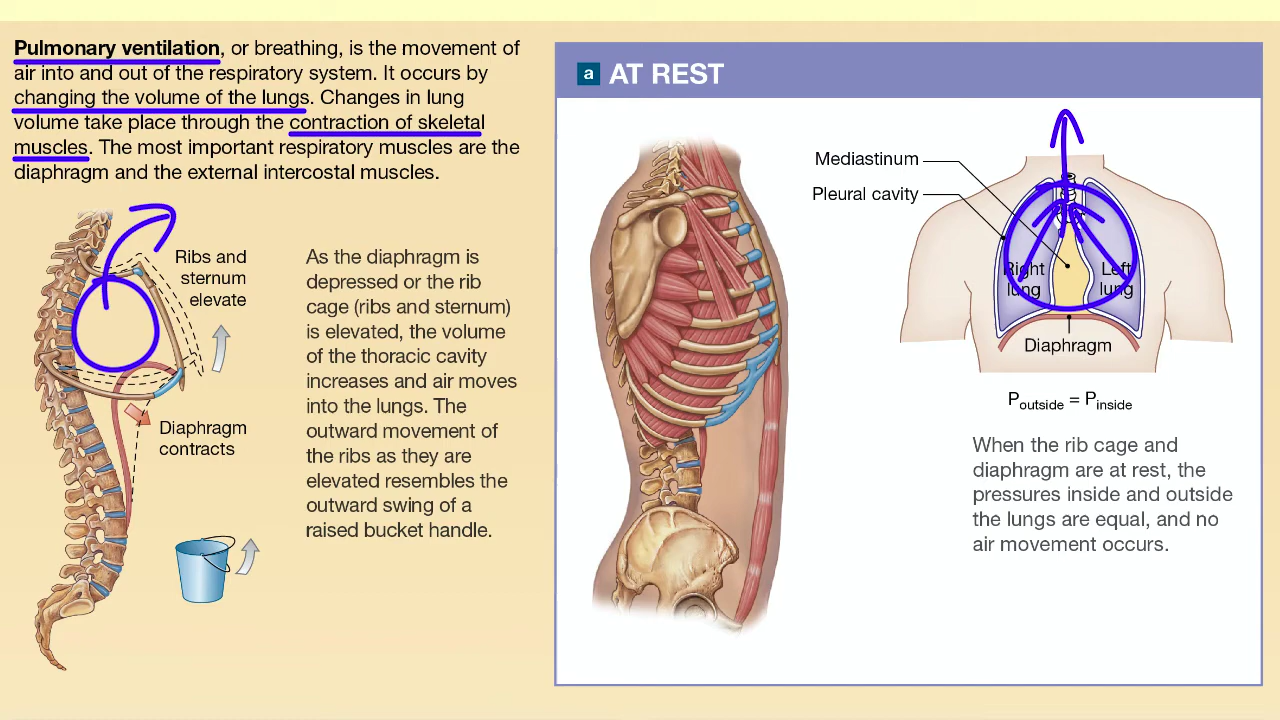 Pulmonary ventilation, or breathing, is the movement of
air into and out of the respiratory system. It occurs by
changing the volume of the lungs. Changes in lung
volume take place through the contraction of skeletal
muscles. The most important respiratory muscles are the
diaphragm and the external intercostal muscles.
Ribs and
sternum
elevate
Diaphragm
contracts
As the diaphragm is
depressed or the rib
cage (ribs and sternum)
is elevated, the volume
of the thoracic cavity
increases and air moves
into the lungs. The
outward movement of
the ribs as they are
elevated resembles the
outward swing of a
raised bucket handle.
a AT REST
Mediastinum
Pleural cavity
Right
lung
Left
lung
Diaphragm
Poutside = Pinside
When the rib cage and
diaphragm are at rest, the
pressures inside and outside
the lungs are equal, and no
air movement occurs.